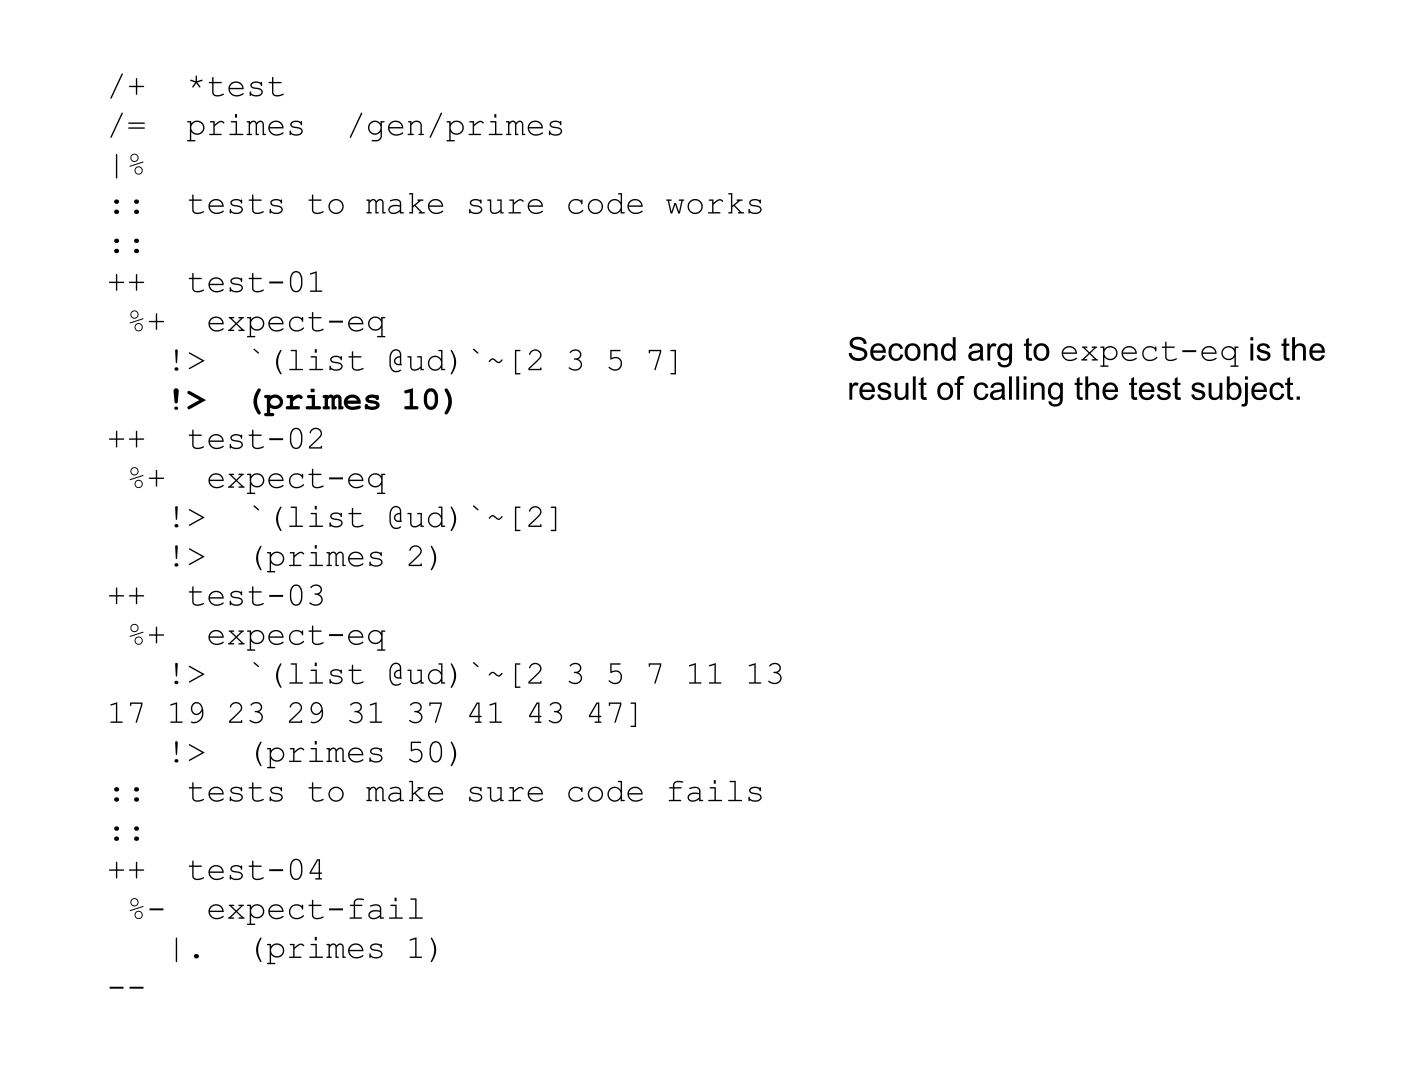 /+  *test
/=  primes  /gen/primes
|%
::  tests to make sure code works
::
++  test-01
 %+  expect-eq
   !>  `(list @ud)`~[2 3 5 7]
   !>  (primes 10)
++  test-02
 %+  expect-eq
   !>  `(list @ud)`~[2]
   !>  (primes 2)
++  test-03
 %+  expect-eq
   !>  `(list @ud)`~[2 3 5 7 11 13
17 19 23 29 31 37 41 43 47]
   !>  (primes 50)
::  tests to make sure code fails
::
++  test-04
 %-  expect-fail
   |.  (primes 1)
--
Second arg to expect-eq is the
result of calling the test subject.